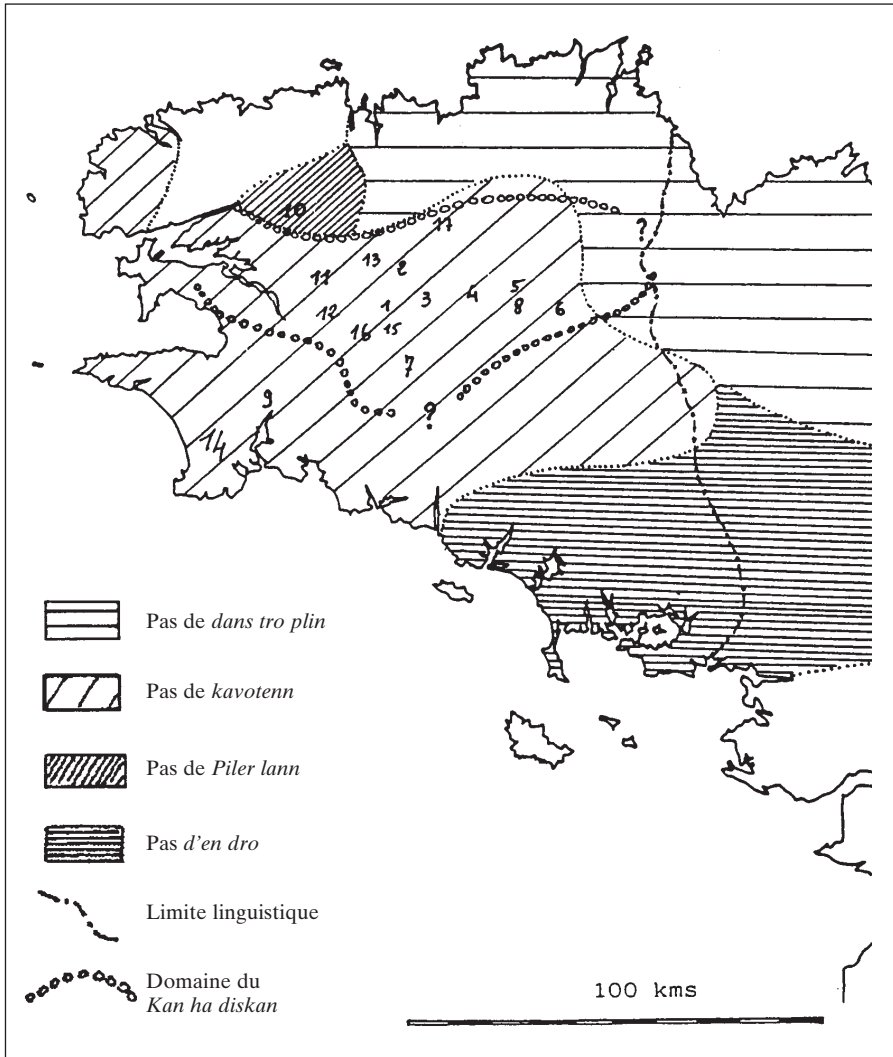 10
17
?
13
2
11
5
3
4
8
6
12
1
16
15
7
9
?
14
Pas de dans tro plin
Pas de kavotenn
Pas de Piler lann
Pas d'en dro
Limite linguistique
Domaine du
Kan ha diskan
100 kms